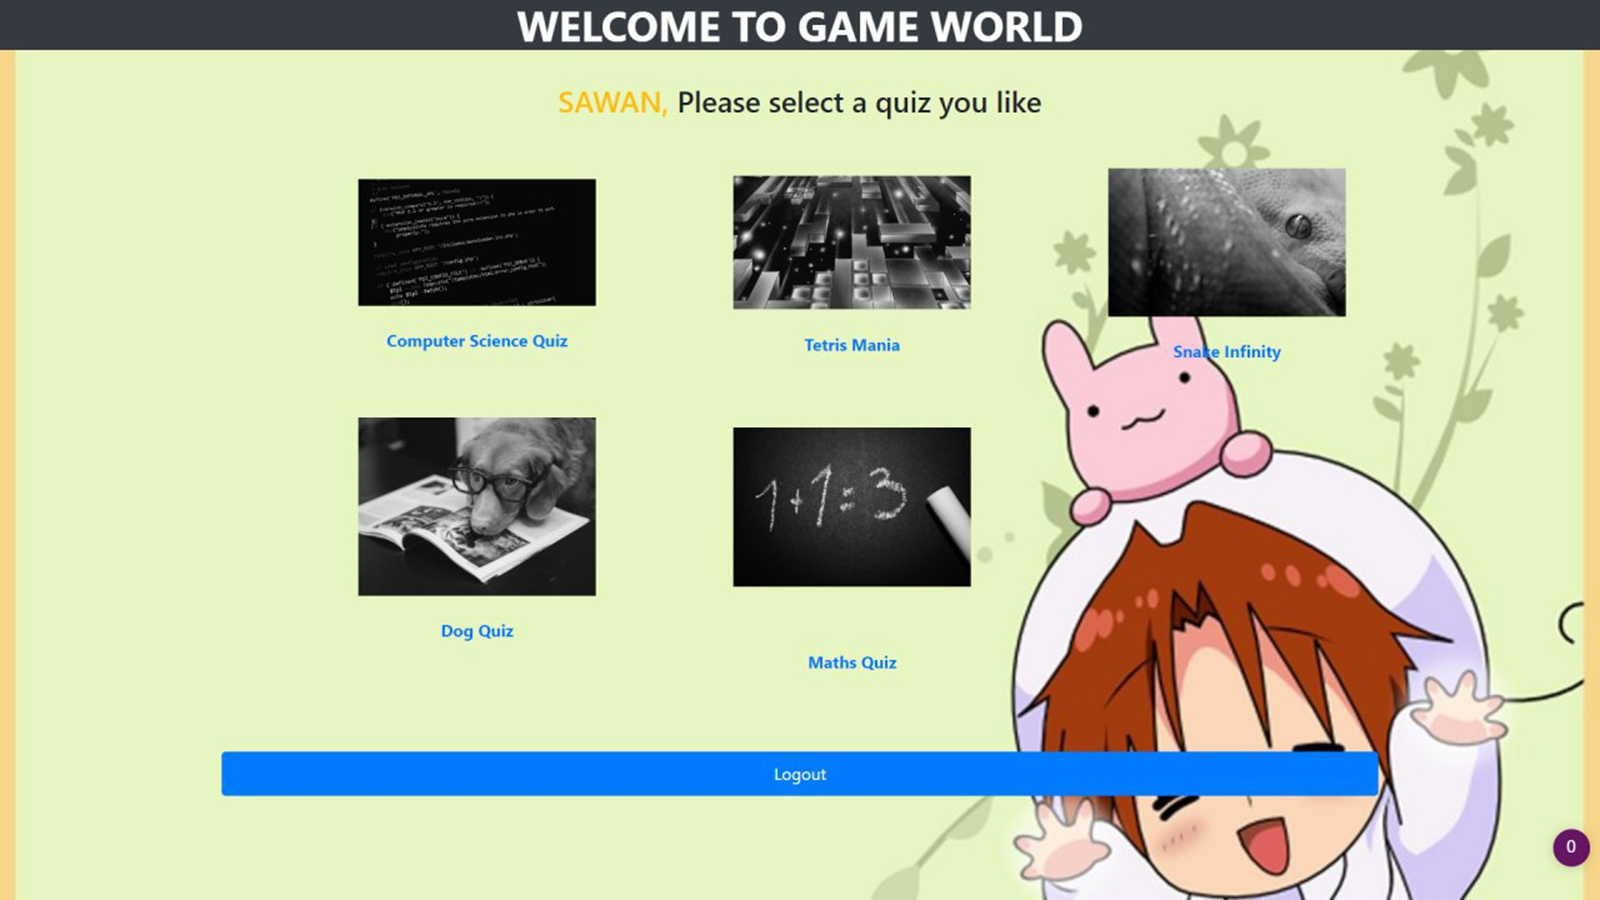 WELCOME TO GAME WORLD
SAWAN, Please select a quiz you like
Computer Science Quiz
Tetris Mania
Snake Infinity
1+1=3
Dog Quiz
Maths Quiz
Logout
0